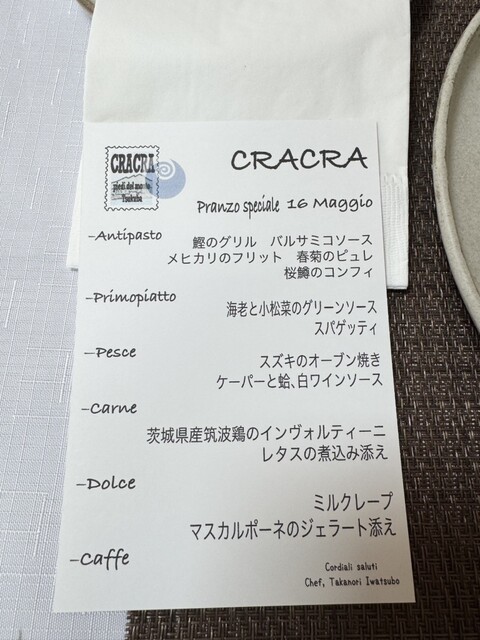 CRACRA
piedi del monte
Tsukuba
CRACRA
Pranzo speciale 16 Maggio
-Antipasto
鰹のグリル バルサミコソース
メヒカリのフリット 春菊のピュレ
桜鱒のコンフィ
-Primopiatto
海老と小松菜のグリーンソース
スパゲッティ
-Pesce
スズキのオーブン焼き
ケーパーと蛤、白ワインソース
-Carne
茨城県産筑波鶏のインヴォルティーニ
レタスの煮込み添え
-Dolce
ミルクレープ
マスカルポーネのジェラート添え
-Caffe
Cordiali saluti
Chef, Takanori Iwatsubo